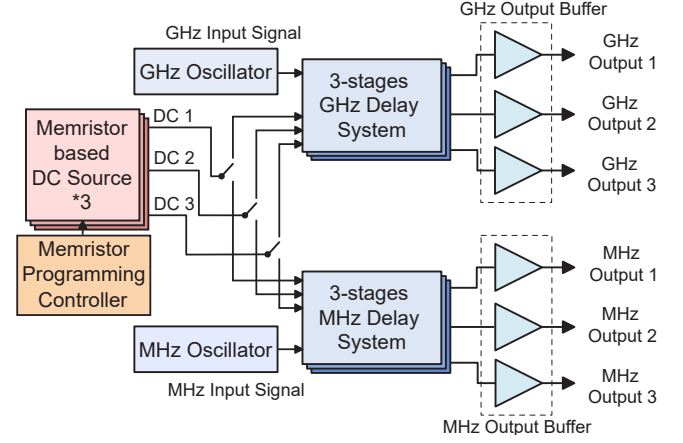 GHz Output Buffer
GHz Input Signal
GHz Oscillator
3-stages
GHz Delay
System
GHz
Output 1
GHz
Output 2
GHz
Output 3
Memristor
based
DC Source
*3
DC 1
DC 2
DC 3
Memristor
Programming
Controller
3-stages
MHz Delay
System
MHz Oscillator
MHz Input Signal
MHz
Output 1
MHz
Output 2
MHz
Output 3
MHz Output Buffer